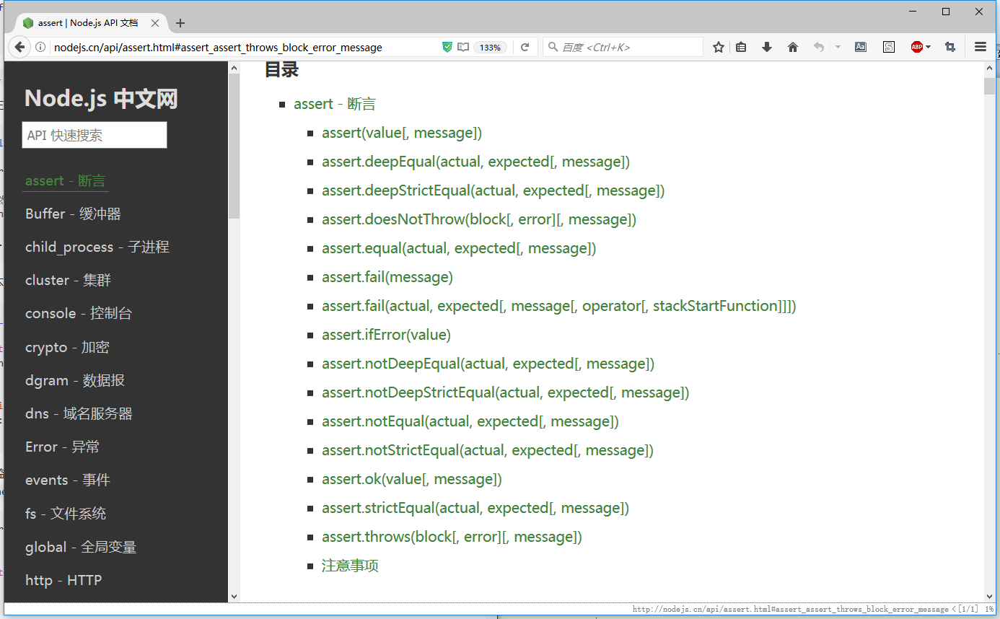 assert | Node.js API 文档
nodejs.cn/api/assert.html#assert_assert_throws_block_error_message
133%
百度 <Ctrl+K>
Aa
S
ABP
Node.js 中文网
API 快速搜索
assert - 断言
Buffer - 缓冲器
child_process - 子进程
cluster - 集群
console - 控制台
crypto - 加密
dgram - 数据报
dns - 域名服务器
Error - 异常
events - 事件
fs - 文件系统
global - 全局变量
http - HTTP
目录
assert - 断言
assert(value[, message])
assert.deepEqual(actual, expected[, message])
assert.deepStrictEqual(actual, expected[, message])
assert.doesNotThrow(block[, error][, message])
assert.equal(actual, expected[, message])
assert.fail(message)
assert.fail(actual, expected[, message[, operator[, stackStartFunction]]])
assert.ifError(value)
assert.notDeepEqual(actual, expected[, message])
assert.notDeepStrictEqual(actual, expected[, message])
assert.notEqual(actual, expected[, message])
assert.notStrictEqual(actual, expected[, message])
assert.ok(value[, message])
assert.strictEqual(actual, expected[, message])
assert.throws(block[, error][, message])
注意事项
http://nodejs.cn/api/assert.html#assert_assert_throws_block_error_message < [1/1] 1%